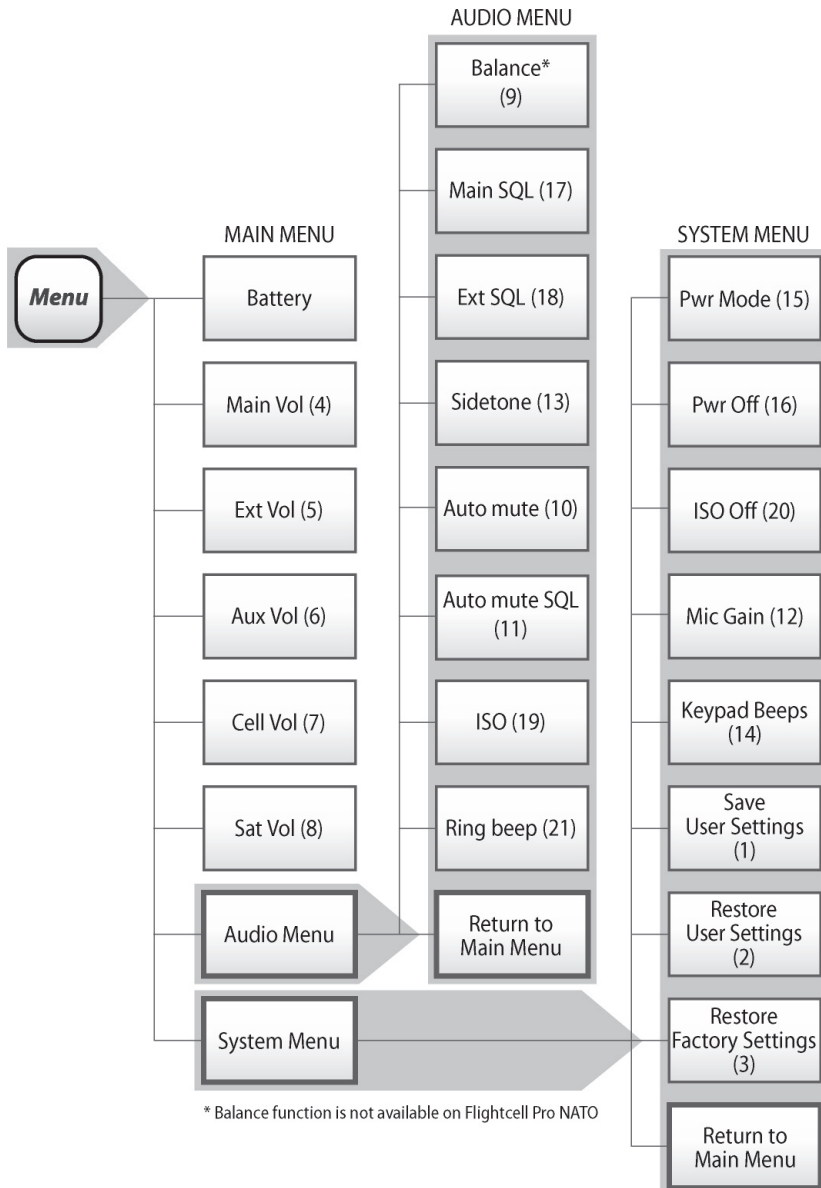 AUDIO MENU
Balance*
(9)
Main SQL (17)
Ext SQL (18)
Sidetone (13)
Auto mute (10)
Auto mute SQL
(11)
ISO (19)
Ring beep (21)
Return to
Main Menu
MAIN MENU
Menu
Battery
Main Vol (4)
Ext Vol (5)
Aux Vol (6)
Cell Vol (7)
Sat Vol (8)
Audio Menu
System Menu
SYSTEM MENU
Pwr Mode (15)
Pwr Off (16)
ISO Off (20)
Mic Gain (12)
Keypad Beeps
(14)
Save
User Settings
(1)
Restore
User Settings
(2)
Restore
Factory Settings
(3)
Return to
Main Menu
* Balance function is not available on Flightcell Pro NATO